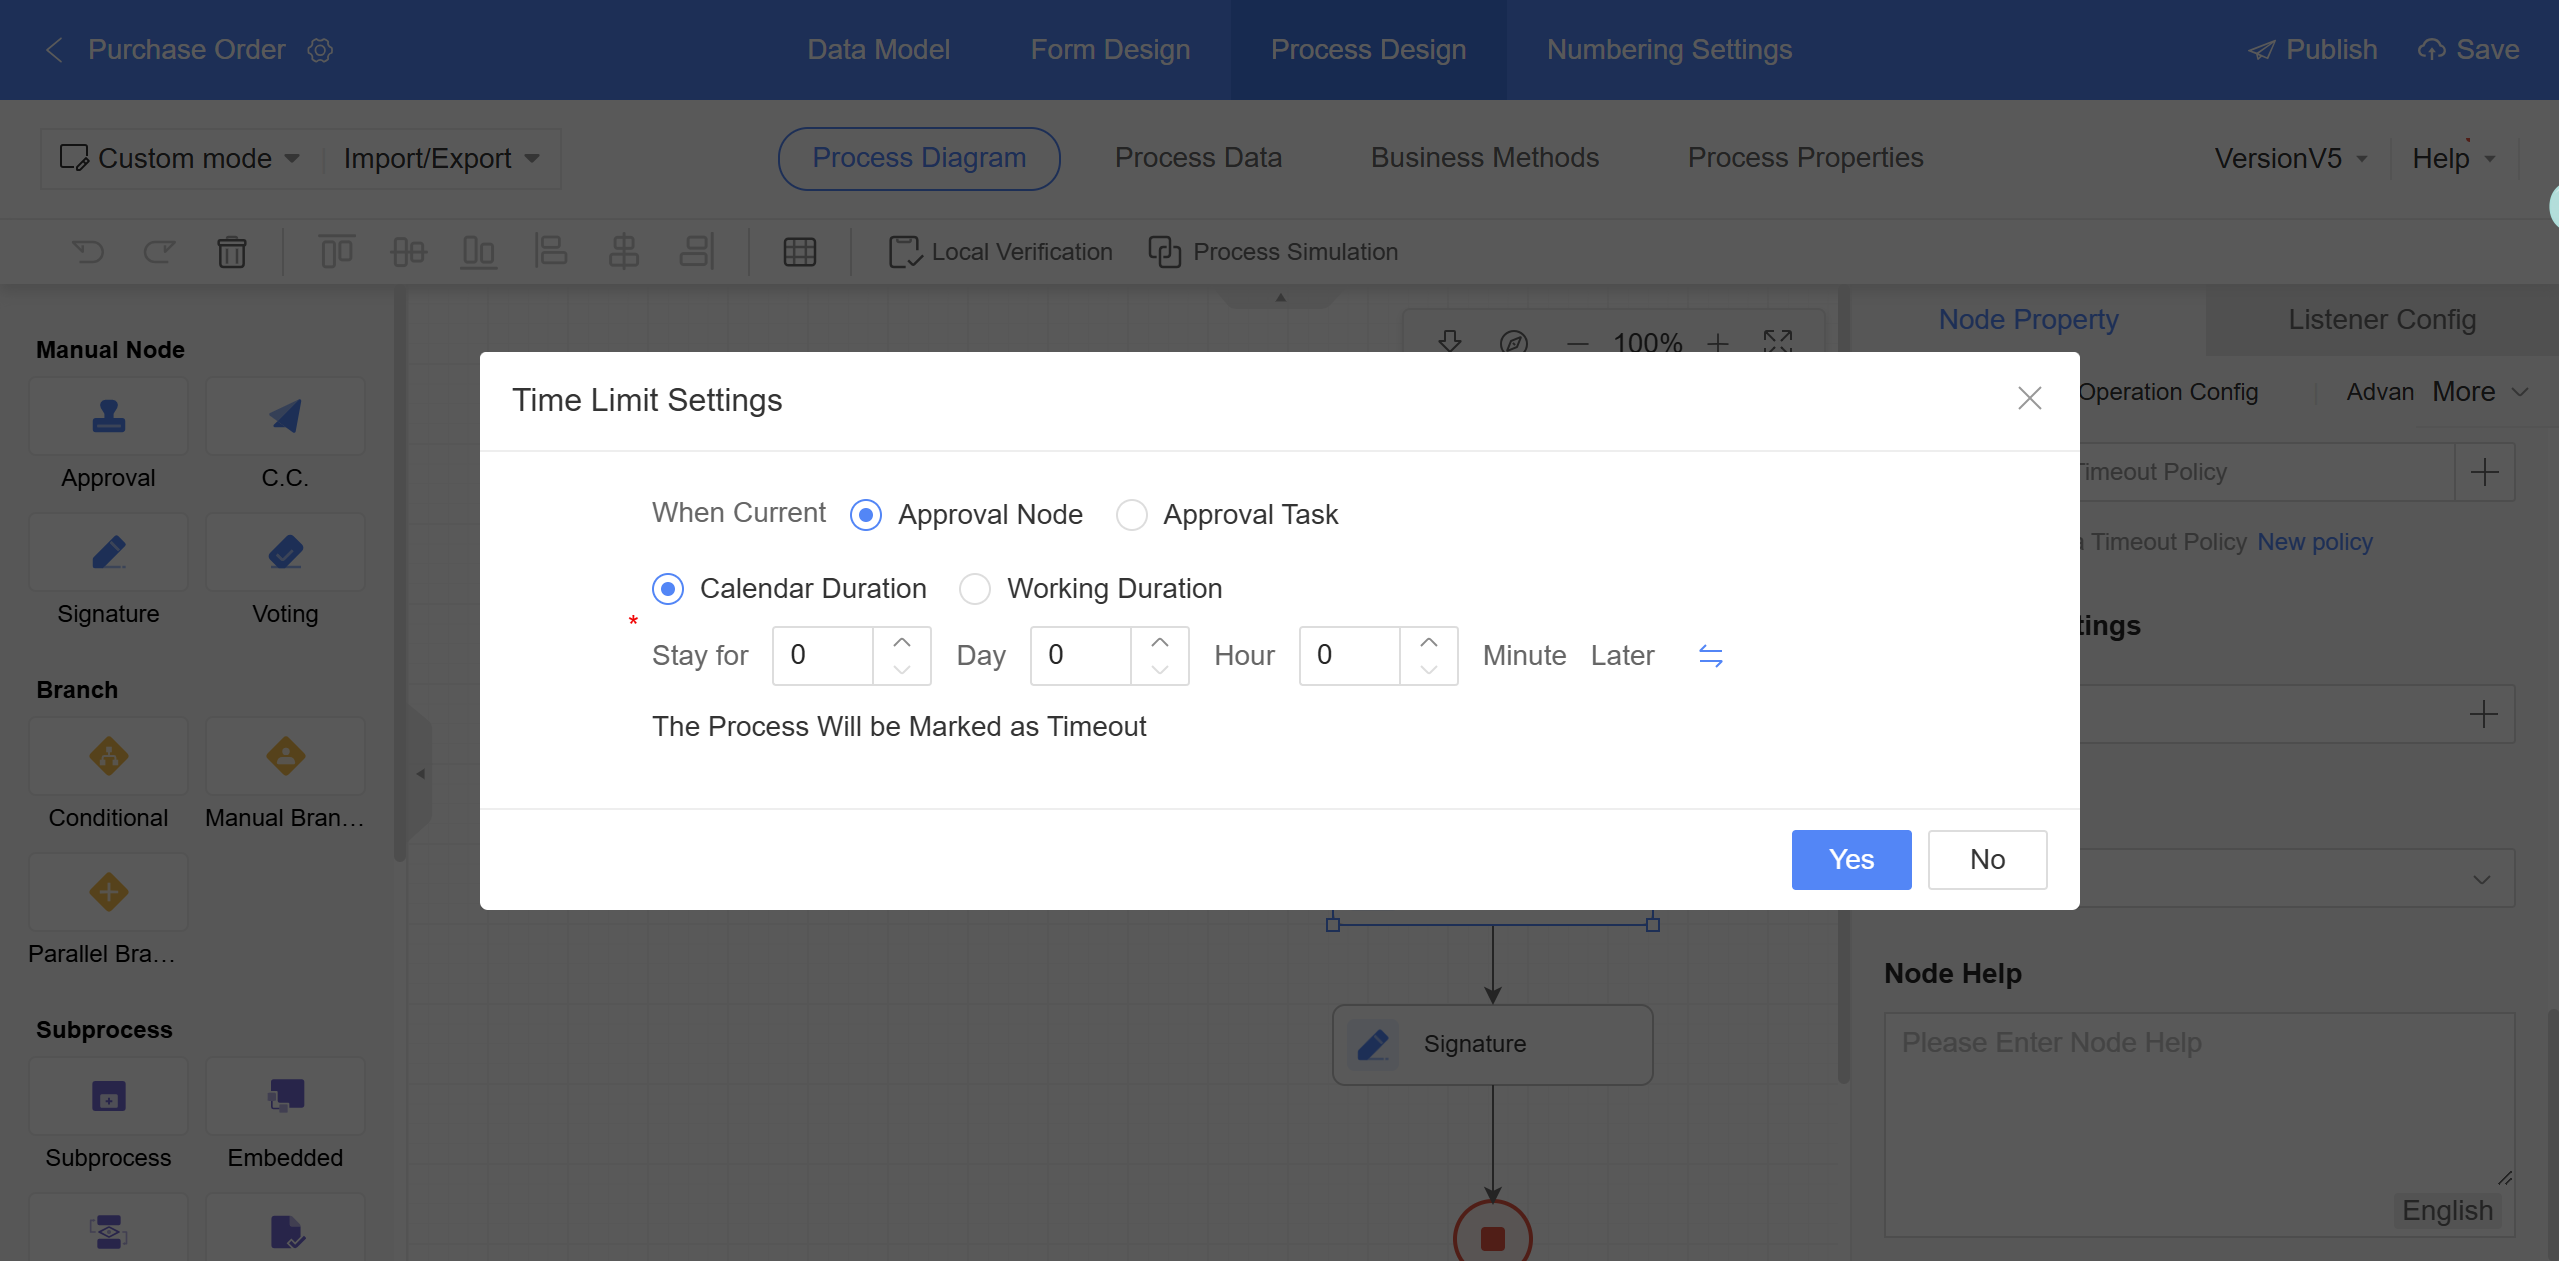 Purchase Order
Data Model
Form Design
Process Design
Numbering Settings
Publish
Save
Custom mode
Import/Export
Process Diagram
Process Data
Business Methods
Process Properties
VersionV5
Help
Local Verification
Process Simulation
Manual Node
Approval
C.C.
Signature
Voting
Branch
Conditional
Manual Bran...
Parallel Bra...
Subprocess
Subprocess
Embedded
100%
Node Property
Listener Config
Operation Config
Advan
More
Timeout Policy
a Timeout Policy New policy
tings
Node Help
Please Enter Node Help
English
Time Limit Settings
When Current
Approval Node
Approval Task
Calendar Duration
Working Duration
*
Stay for 0 Day 0 Hour 0 Minute Later
The Process Will be Marked as Timeout
Yes
No
Signature